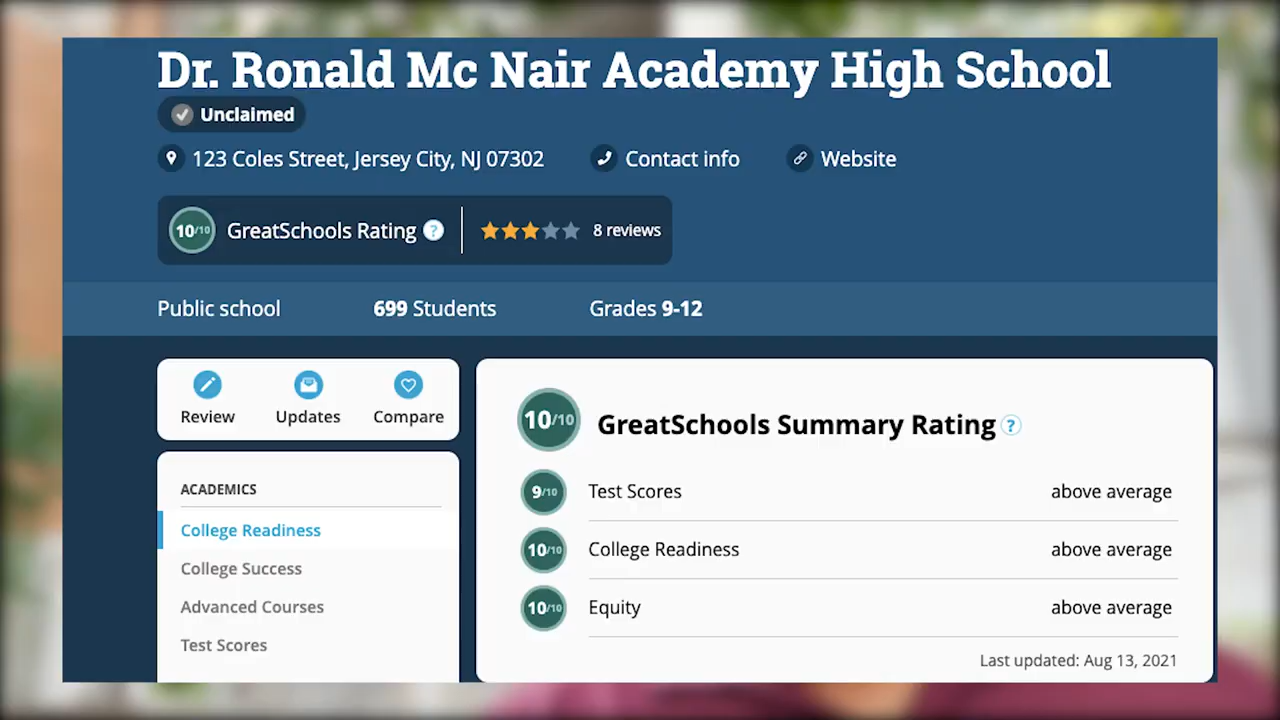 Dr. Ronald Mc Nair Academy High School
Unclaimed
123 Coles Street, Jersey City, NJ 07302 Contact info Website
10/10 GreatSchools Rating ? 8 reviews
Public school 699 Students Grades 9-12
Review Updates Compare
ACADEMICS
College Readiness
College Success
Advanced Courses
Test Scores
10/10 GreatSchools Summary Rating ?
9/10 Test Scores above average
10/10 College Readiness above average
10/10 Equity above average
Last updated: Aug 13, 2021